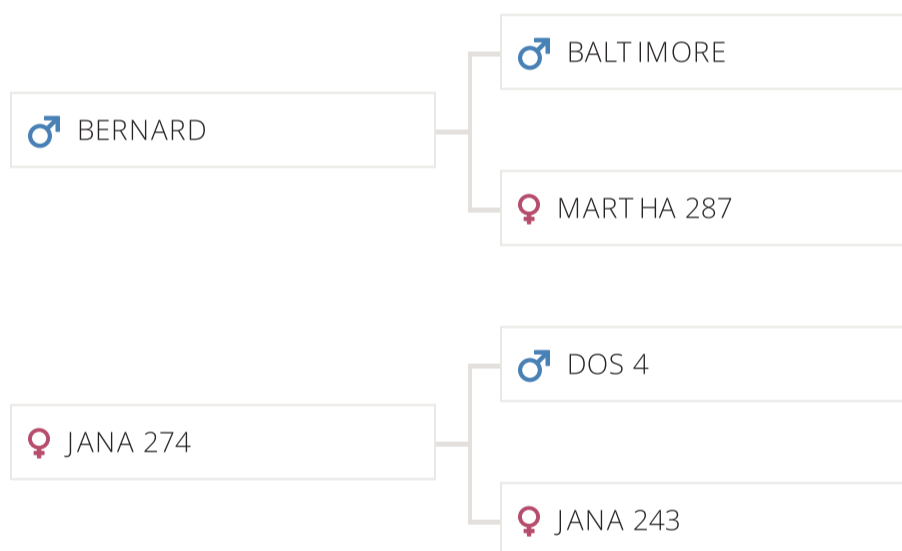 BALTIMORE
BERNARD
MARTHA 287
DOS 4
JANA 274
JANA 243